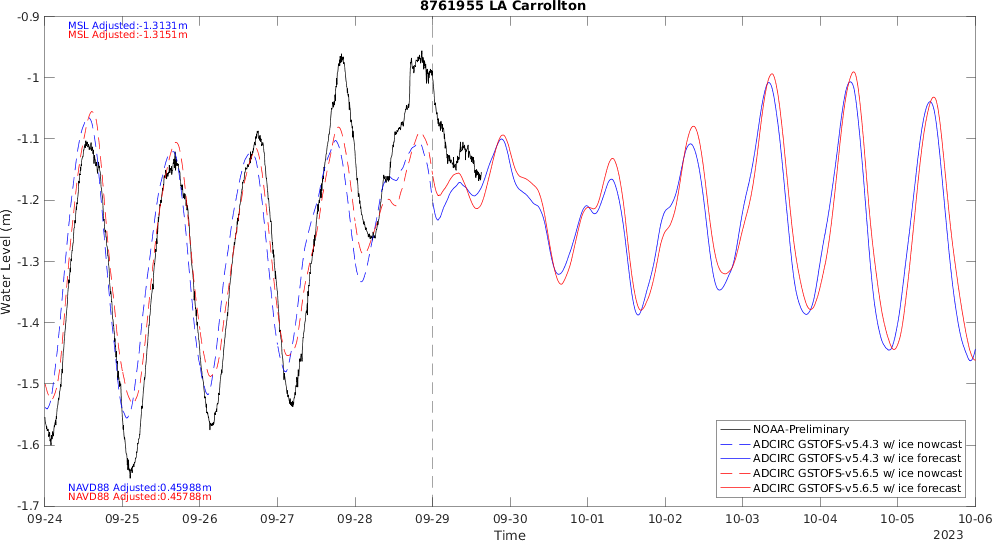 8761955 LA Carrollton
MSL Adjusted:-1.3131m
MSL Adjusted:-1.3151m
-0.9
-1
-1.1
-1.2
-1.3
-1.4
-1.5
-1.6
-1.7
Water Level (m)
NAVD88 Adjusted:0.45988m
NAVD88 Adjusted:0.45788m
NOAA-Preliminary
ADCIRC GSTOFS-v5.4.3 w/ ice nowcast
ADCIRC GSTOFS-v5.4.3 w/ ice forecast
ADCIRC GSTOFS-v5.6.5 w/ ice nowcast
ADCIRC GSTOFS-v5.6.5 w/ ice forecast
09-24 09-25 09-26 09-27 09-28 09-29 09-30 10-01 10-02 10-03 10-04 10-05 10-06
Time
2023